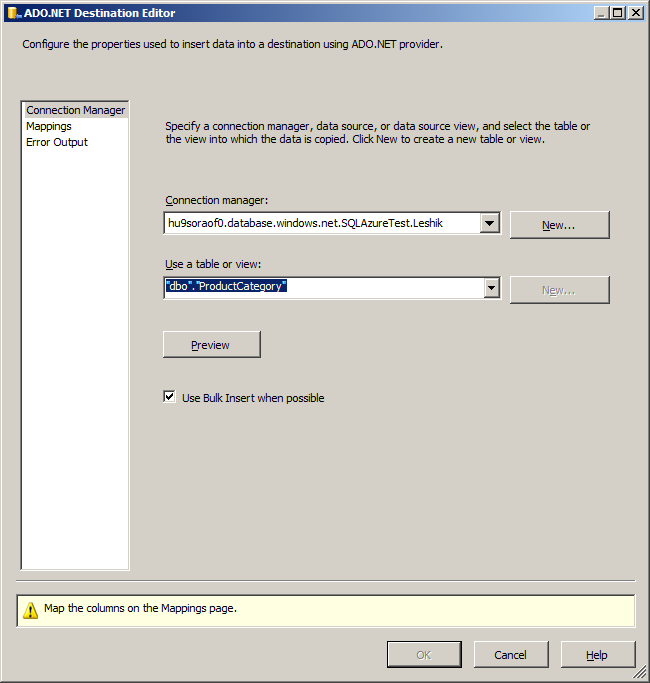 ADO.NET Destination Editor
Configure the properties used to insert data into a destination using ADO.NET provider.
Connection Manager
Mappings
Error Output
Specify a connection manager, data source, or data source view, and select the table or
the view into which the data is copied. Click New to create a new table or view.
Connection manager:
hu9soraof0.database.windows.net.SQLAzureTest.Leshik
New...
Use a table or view:
"dbo"."ProductCategory"
New...
Preview
Use Bulk Insert when possible
Map the columns on the Mappings page.
OK
Cancel
Help